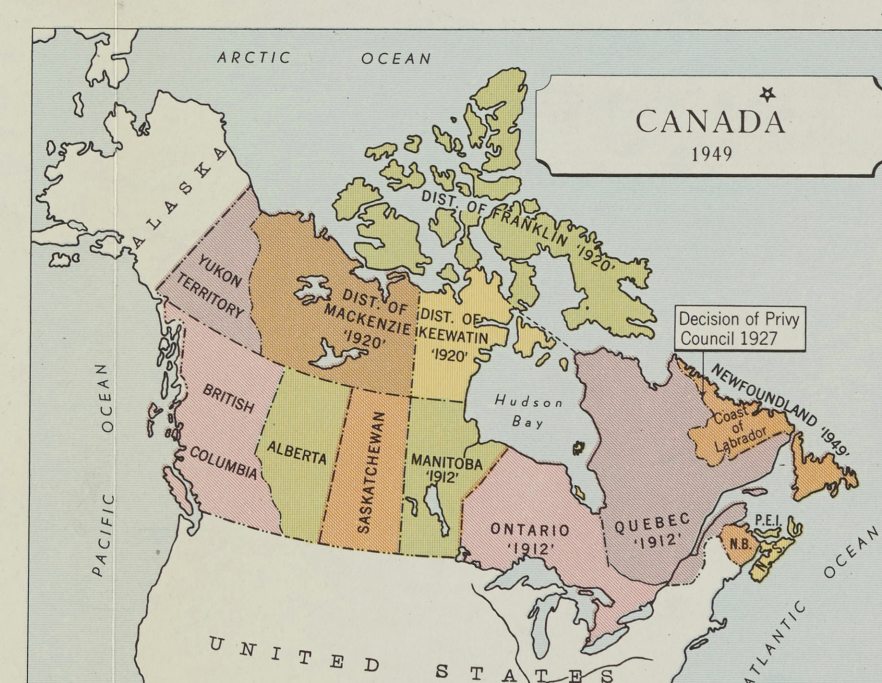 ARCTIC OCEAN
CANADA
1949
ALASKA
DIST. OF FRANKLIN '1920'
YUKON
TERRITORY
DIST. OF
MACKENZIE
'1920'
DIST. OF
KEEWATIN
'1920'
Decision of Privy
Council 1927
NEWFOUNDLAND '1949'
Coast
of
Labrador
Hudson
Bay
PACIFIC OCEAN
BRITISH
COLUMBIA
ALBERTA
SASKATCHEWAN
MANITOBA
'1912'
ONTARIO
'1912'
QUEBEC
'1912'
P.E.I.
N.B.
N.S.
ATLANTIC OCEAN
UNITED STATES